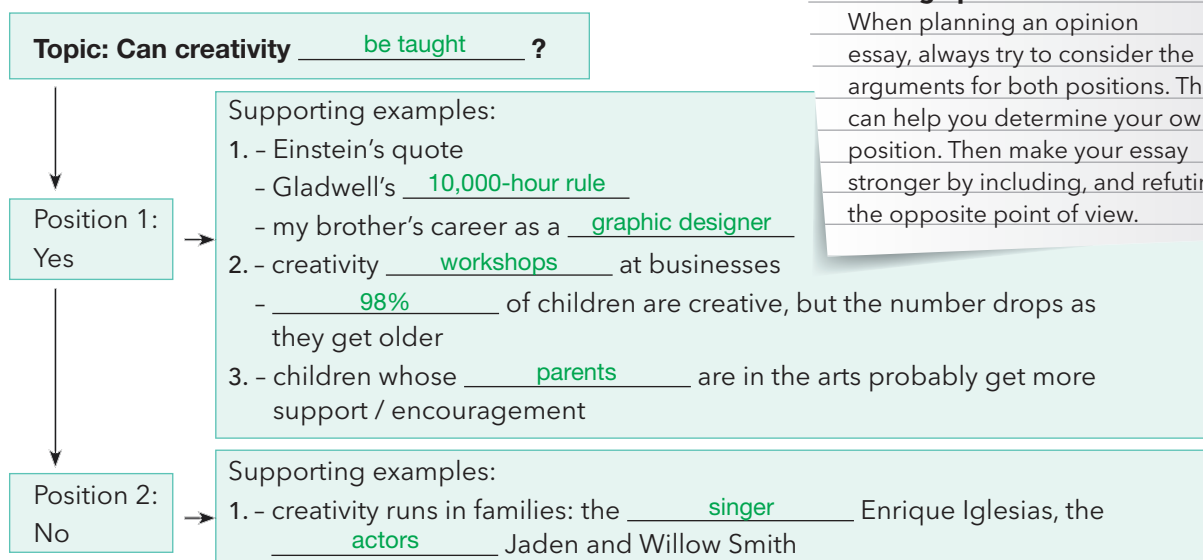 Topic: Can creativity be taught ?
When planning an opinion
essay, always try to consider the
arguments for both positions.
can help you determine your
position. Then make your essay
stronger by including, and
the opposite point of view.
Position 1:
Yes
Supporting examples:
1. – Einstein's quote
– Gladwell's 10,000-hour rule
– my brother's career as a graphic designer
2. – creativity workshops at businesses
– 98% of children are creative, but the number drops as
they get older
3. – children whose parents are in the arts probably get more
support / encouragement
Position 2:
No
Supporting examples:
1. – creativity runs in families: the singer Enrique Iglesias, the
actors Jaden and Willow Smith